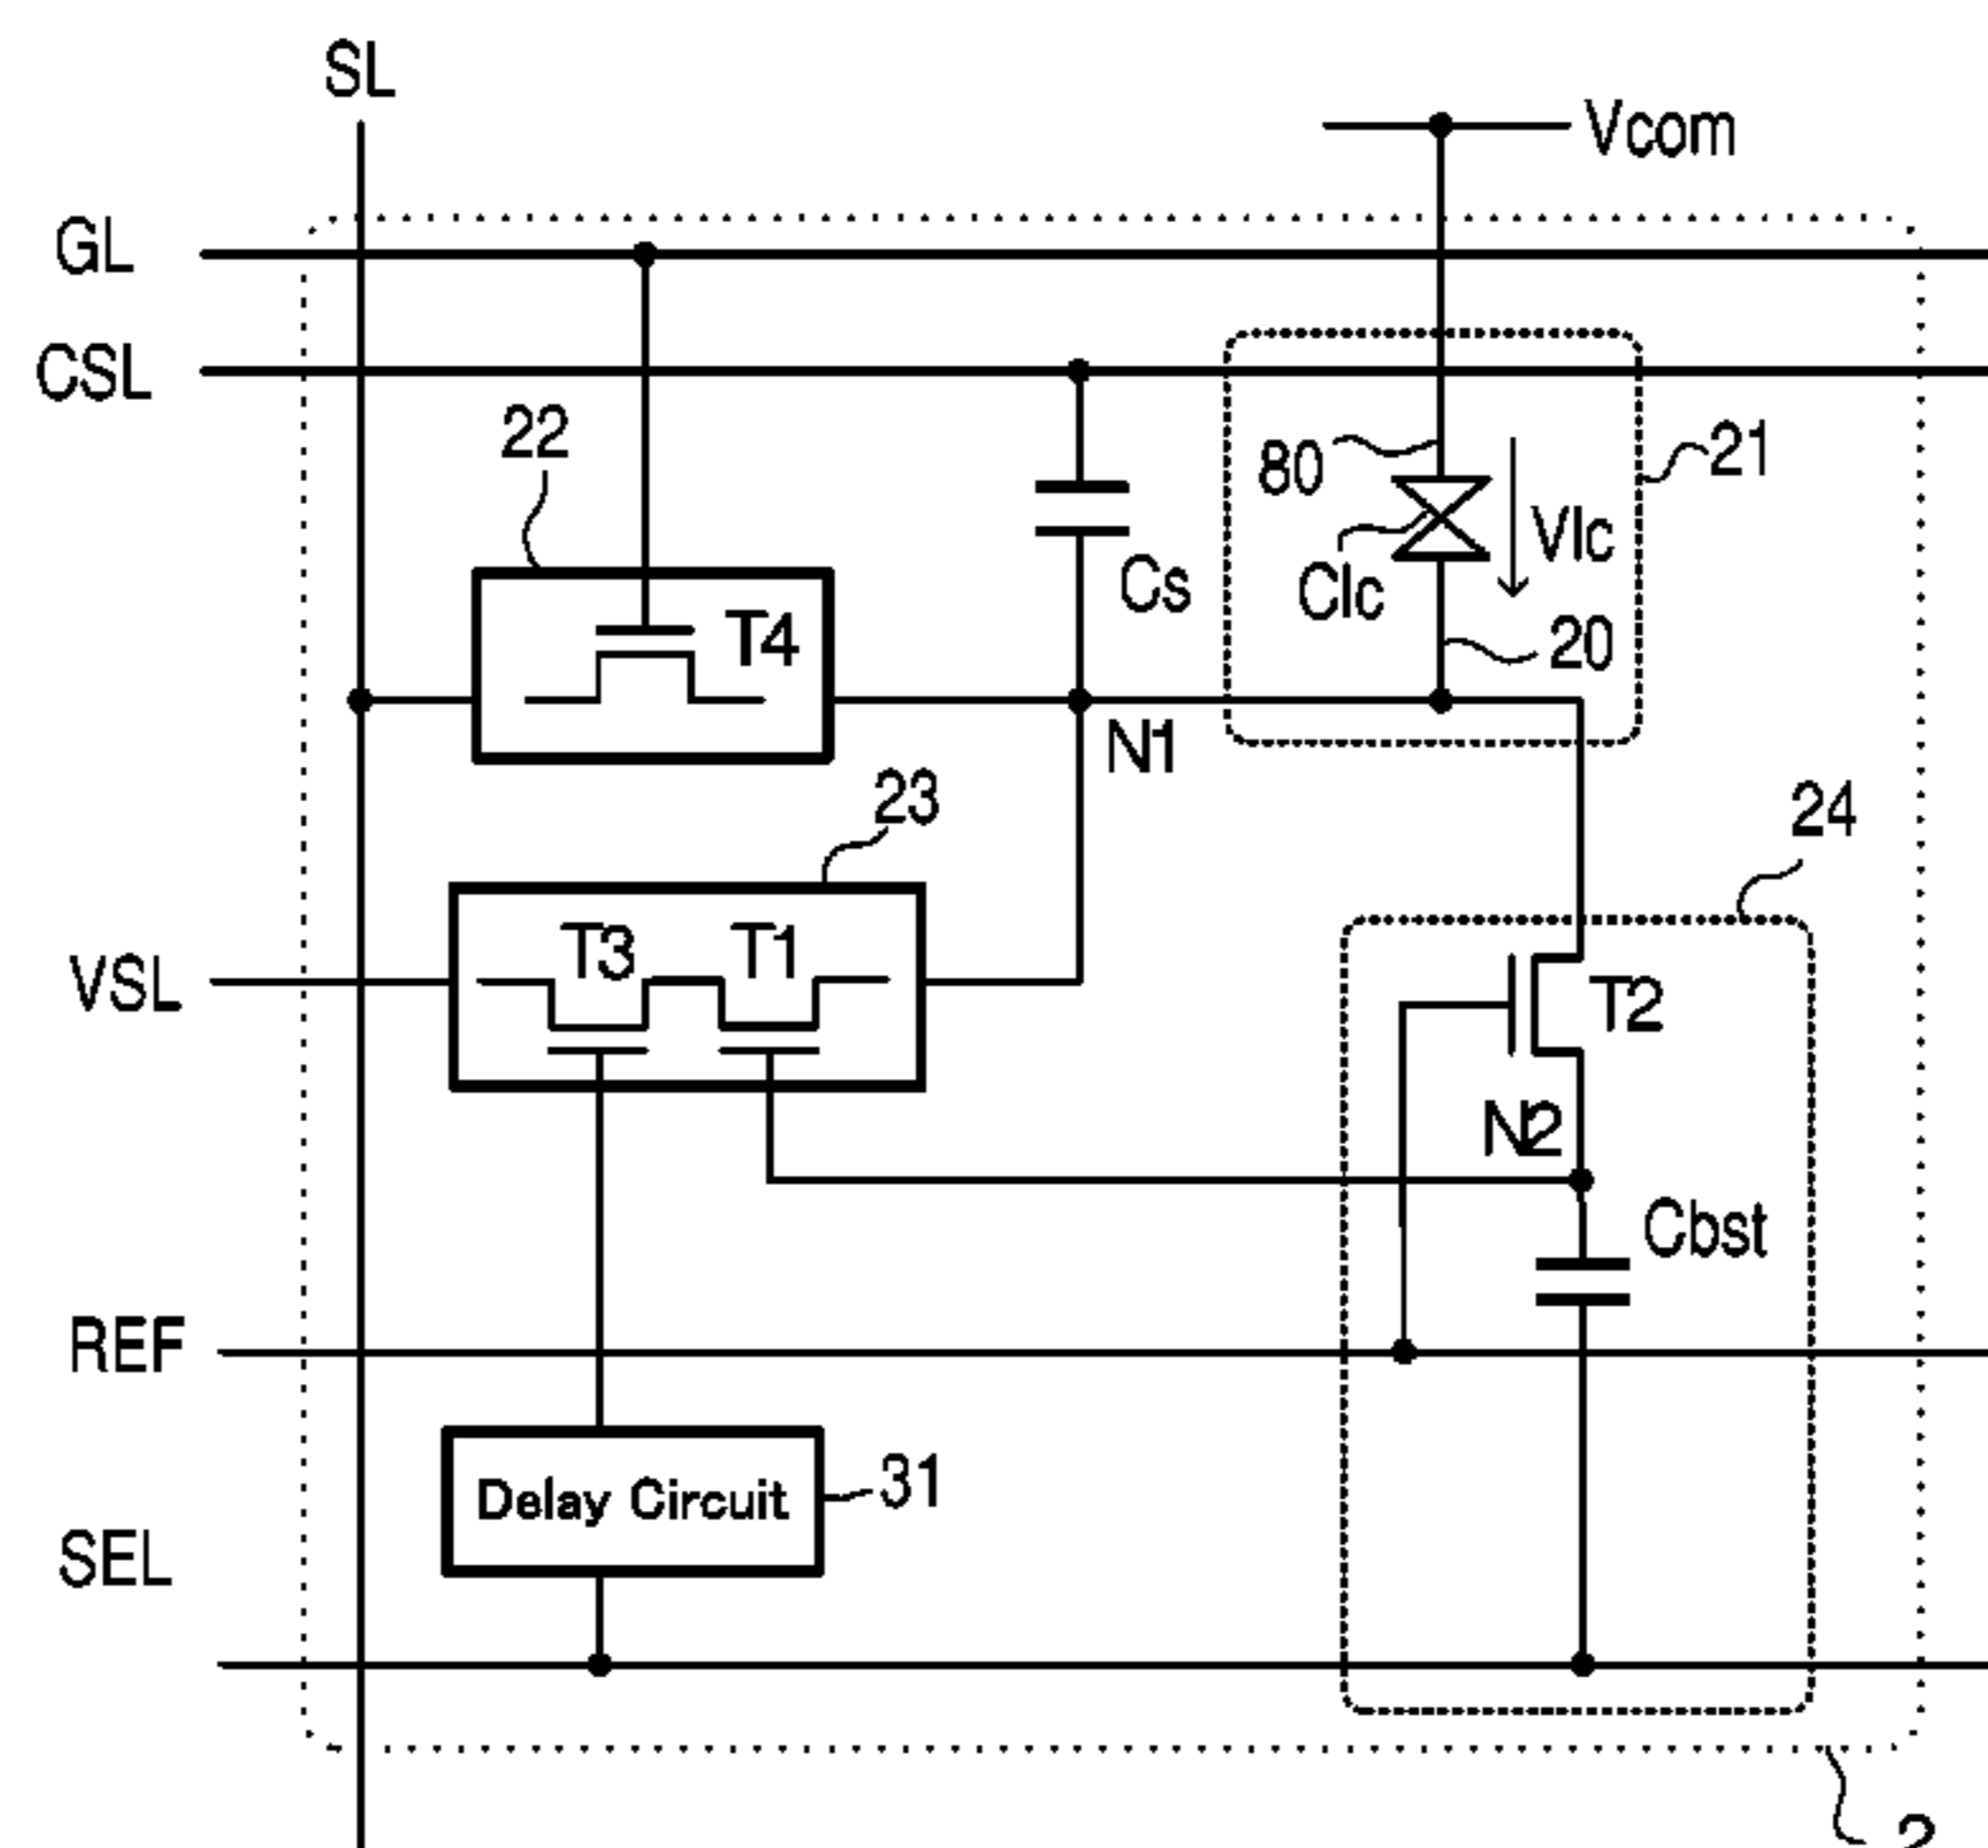 SL
Vcom
GL
CSL
22
80
21
Vlc
Clc
Cs
T4
20
N1
23
24
T3
T1
VSL
T2
N2
Cbst
REF
Delay Circuit
31
SEL
2